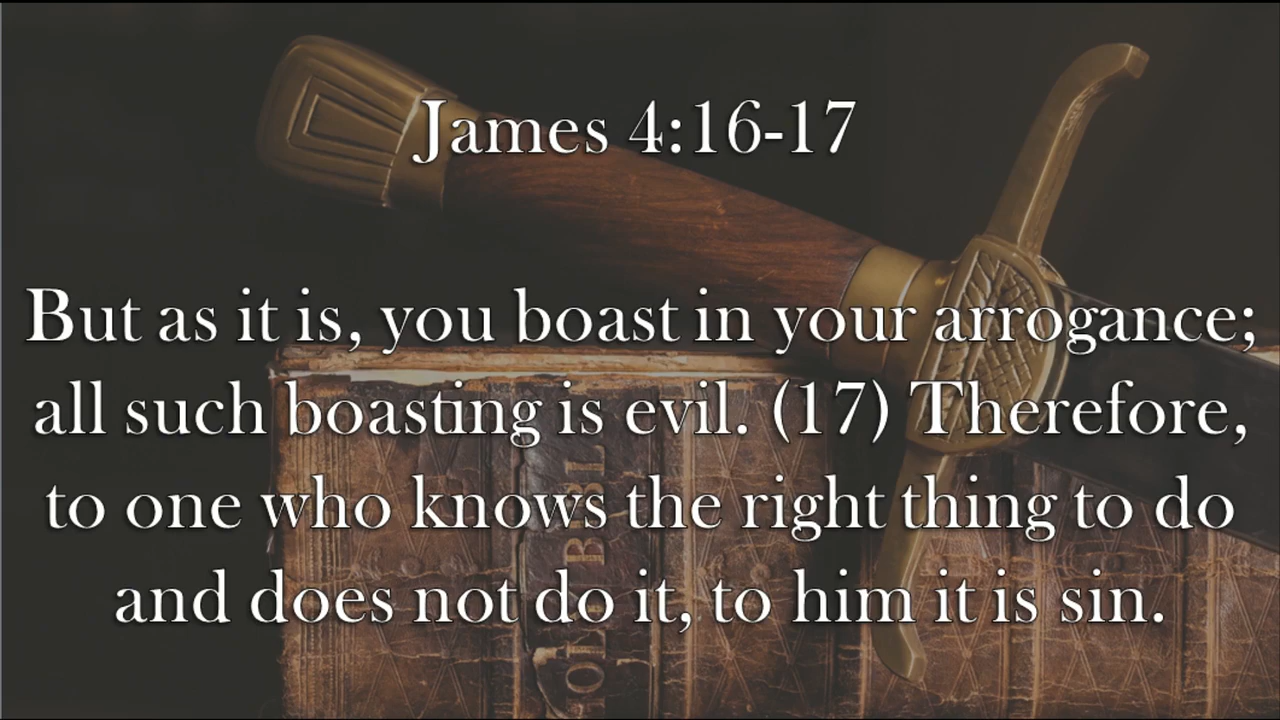 James 4:16-17
But as it is, you boast in your arrogance;
all such boasting is evil. (17) Therefore,
to one who knows the right thing to do
and does not do it, to him it is sin.